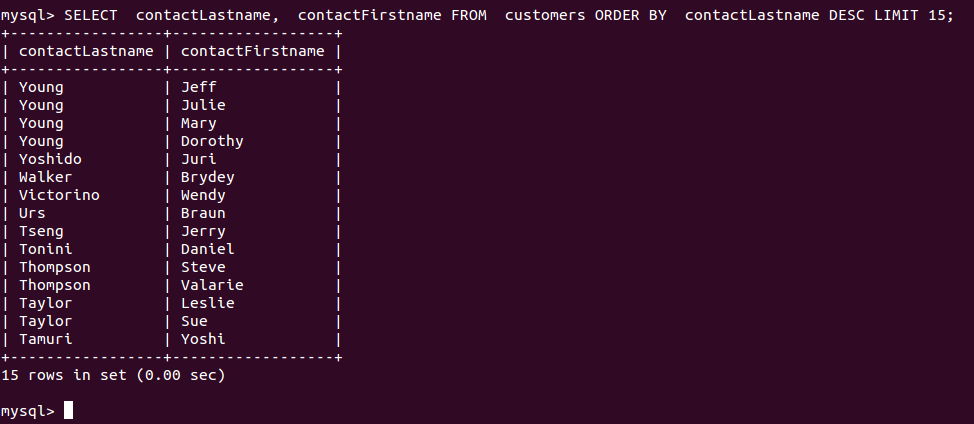 mysql> SELECT  contactLastname,  contactFirstname FROM  customers ORDER BY  contactLastname DESC LIMIT 15;
+-----------------+------------------+
| contactLastname | contactFirstname |
+-----------------+------------------+
| Young           | Jeff             |
| Young           | Julie            |
| Young           | Mary             |
| Young           | Dorothy          |
| Yoshido         | Juri             |
| Walker          | Brydey           |
| Victorino       | Wendy            |
| Urs             | Braun            |
| Tseng           | Jerry            |
| Tonini          | Daniel           |
| Thompson        | Steve            |
| Thompson        | Valarie          |
| Taylor          | Leslie           |
| Taylor          | Sue              |
| Tamuri          | Yoshi            |
+-----------------+------------------+
15 rows in set (0.00 sec)
mysql>